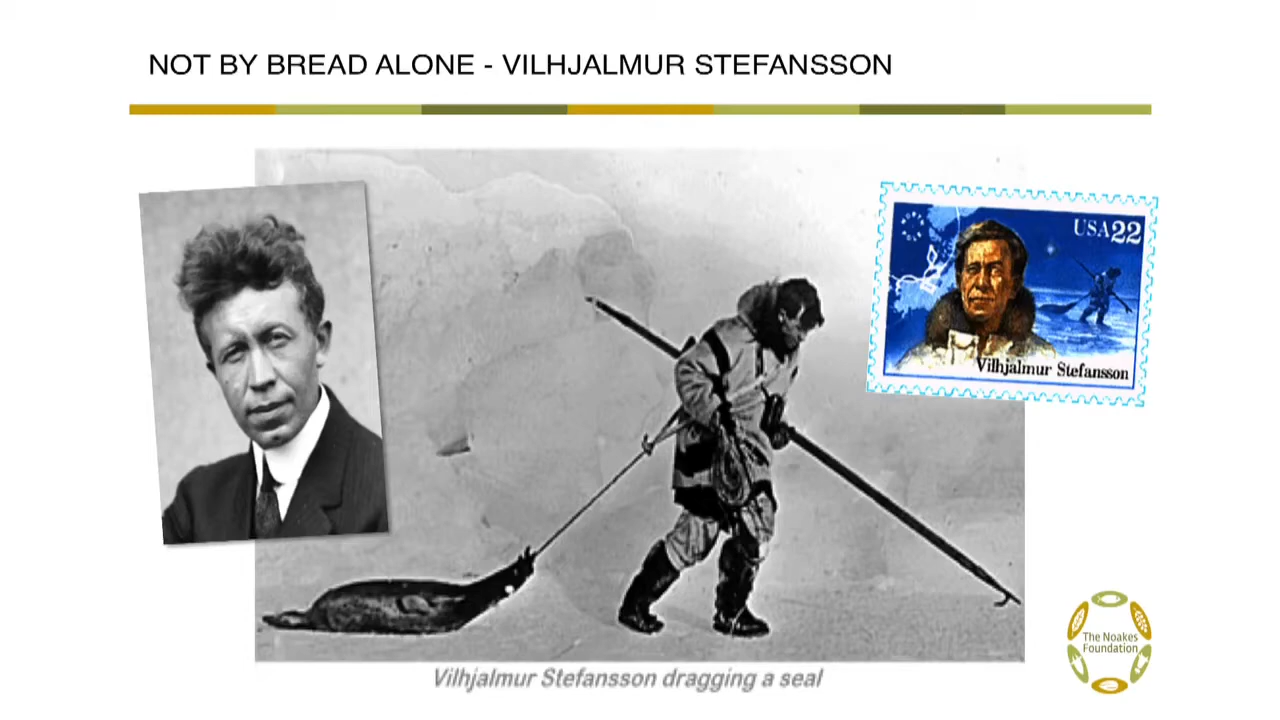 NOT BY BREAD ALONE - VILHJALMUR STEFANSSON
USA22
Vilhjalmur Stefansson
Vilhjalmur Stefansson dragging a seal
The Noakes
Foundation